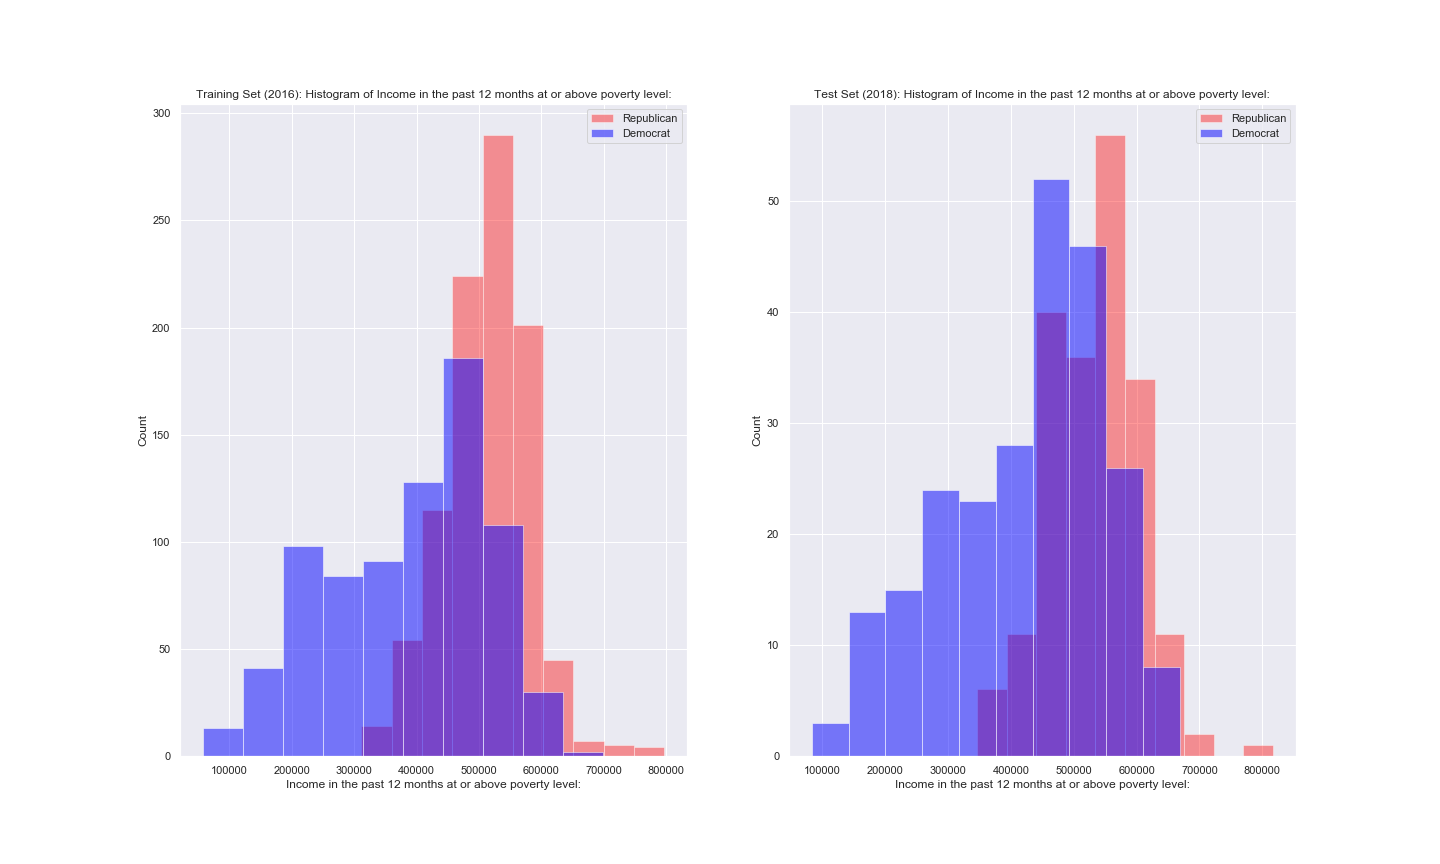 Training Set (2016): Histogram of Income in the past 12 months at or above poverty level:
300
250
200
150
100
50
0
Count
Republican
Democrat
100000 200000 300000 400000 500000 600000 700000 800000
Income in the past 12 months at or above poverty level:
Test Set (2018): Histogram of Income in the past 12 months at or above poverty level:
50
40
30
20
10
0
Count
Republican
Democrat
100000 200000 300000 400000 500000 600000 700000 800000
Income in the past 12 months at or above poverty level: